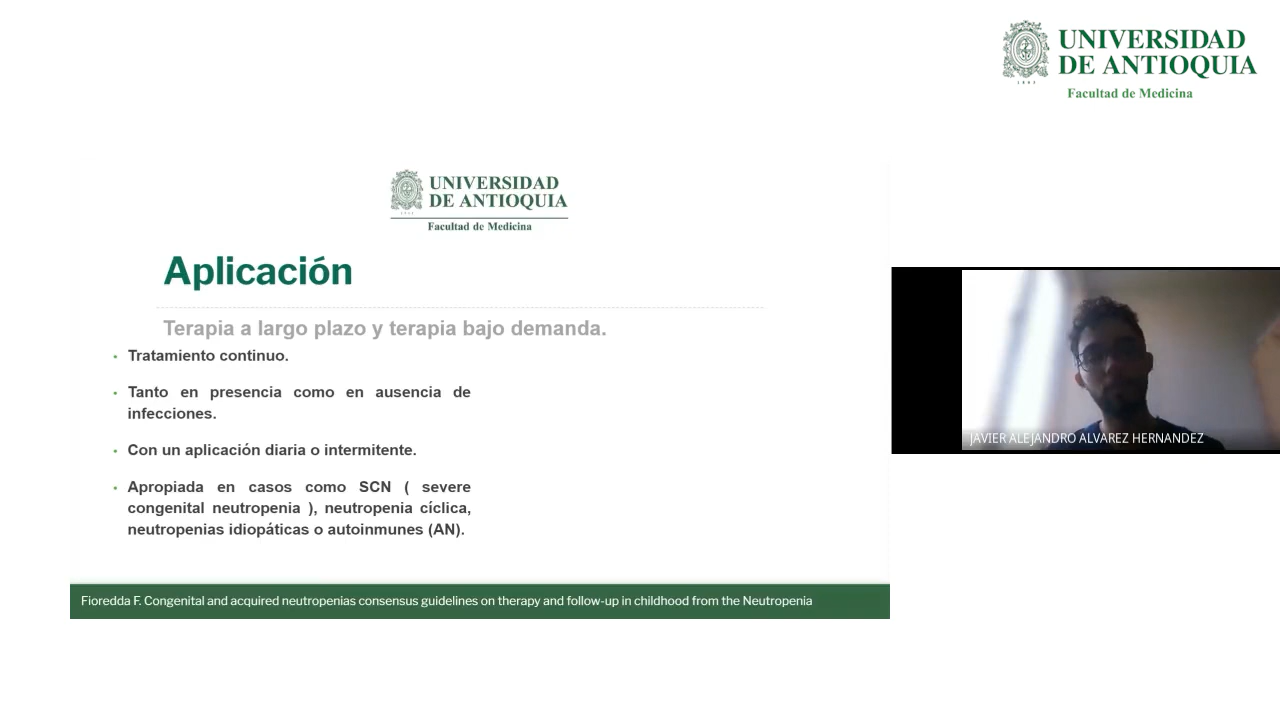 UNIVERSIDAD
DE ANTIOQUIA
1803
Facultad de Medicina
UNIVERSIDAD
DE ANTIOQUIA
Facultad de Medicina
Aplicación
Terapia a largo plazo y terapia bajo demanda.
• Tratamiento continuo.
• Tanto en presencia como en ausencia de
infecciones.
• Con un aplicación diaria o intermitente.
• Apropiada en casos como SCN ( severe
congenital neutropenia ), neutropenia cíclica,
neutropenias idiopáticas o autoinmunes (AN).
Fioredda F. Congenital and acquired neutropenias consensus guidelines on therapy and follow-up in childhood from the Neutropenia
JAVIER ALEJANDRO ALVAREZ HERNANDEZ